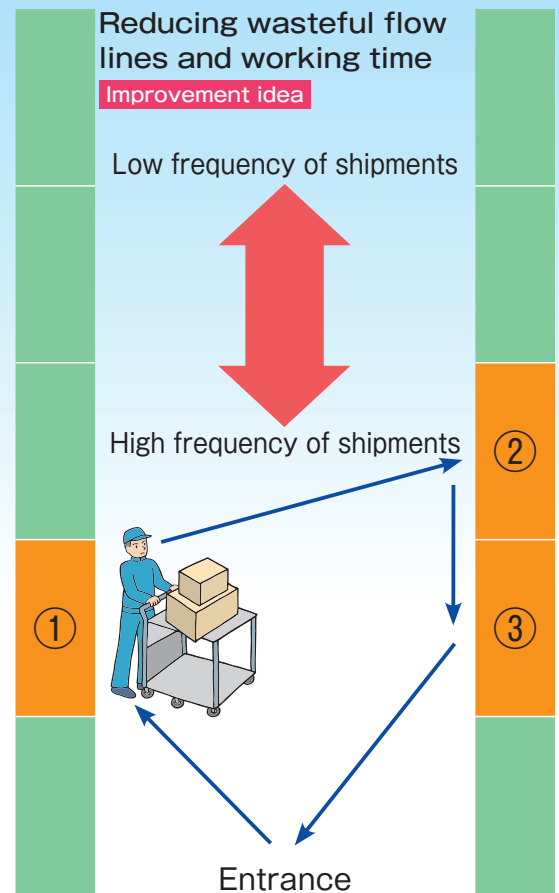 Reducing wasteful flow
lines and working time
Improvement idea
Low frequency of shipments
High frequency of shipments
②
①
③
Entrance